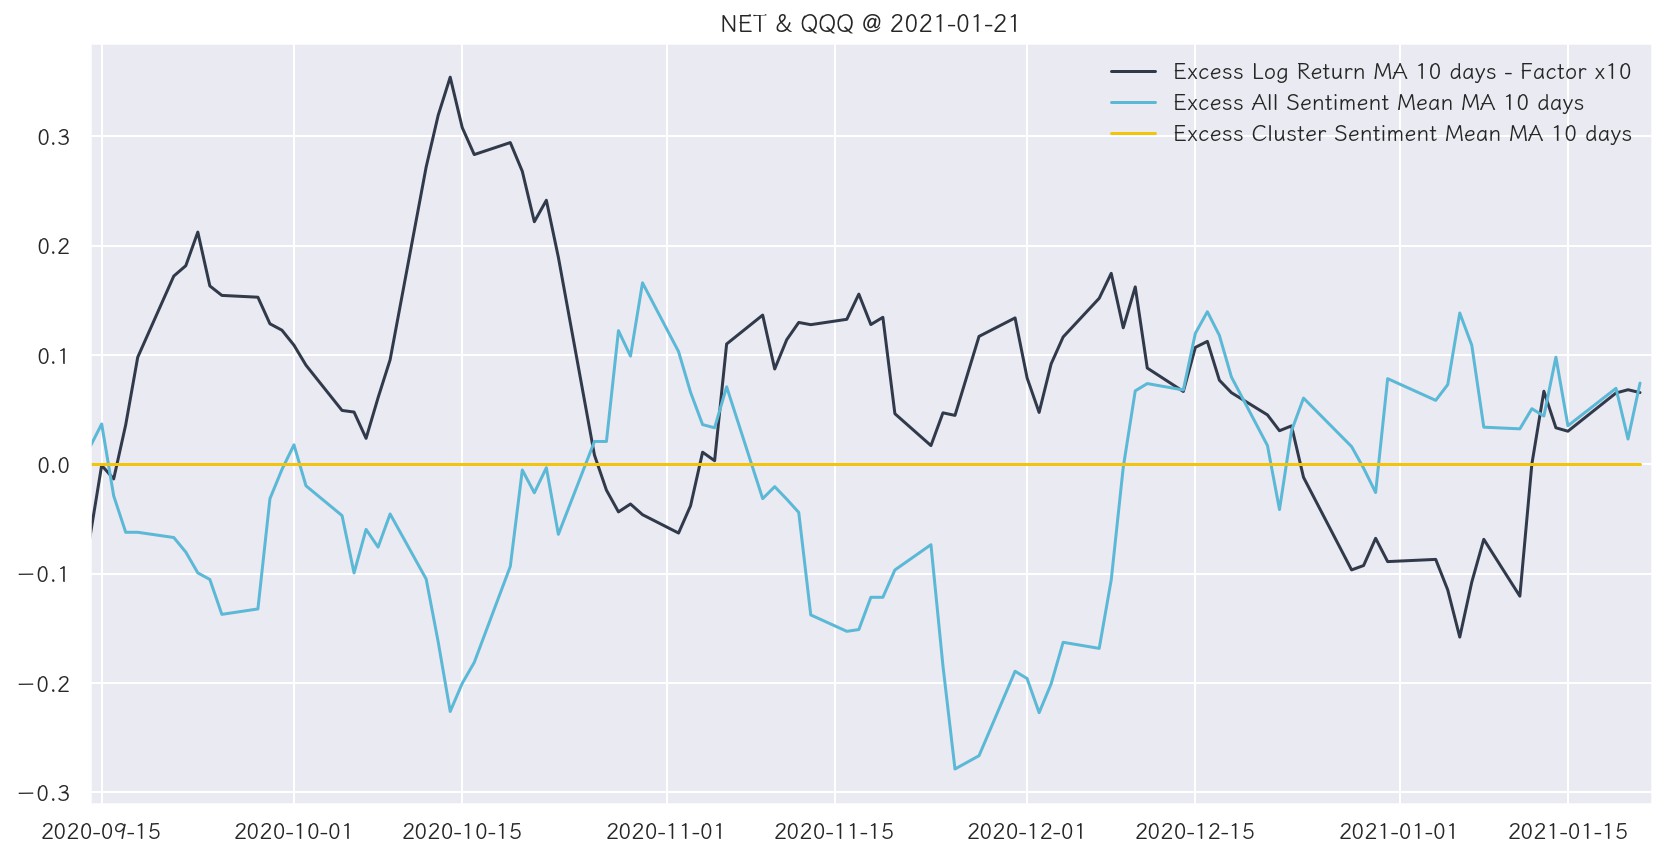 NET & QQQ @ 2021-01-21
Excess Log Return MA 10 days - Factor x10
Excess All Sentiment Mean MA 10 days
Excess Cluster Sentiment Mean MA 10 days
0.3
0.2
0.1
0.0
−0.1
−0.2
−0.3
2020-09-15 2020-10-01 2020-10-15 2020-11-01 2020-11-15 2020-12-01 2020-12-15 2021-01-01 2021-01-15